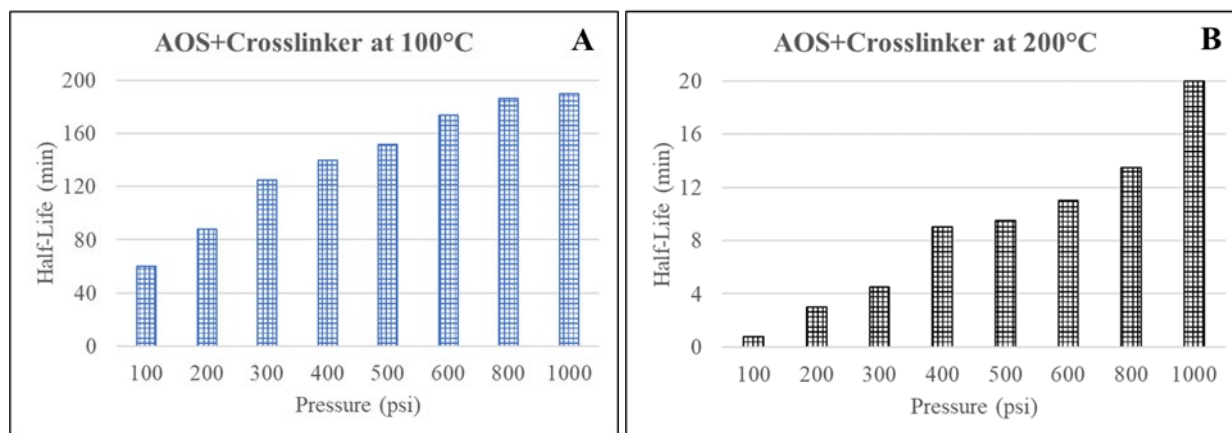 AOS+Crosslinker at 100°C
A
Half-Life (min)
200
160
120
80
40
0
100 200 300 400 500 600 800 1000
Pressure (psi)
AOS+Crosslinker at 200°C
B
Half-Life (min)
20
16
12
8
4
0
100 200 300 400 500 600 800 1000
Pressure (psi)